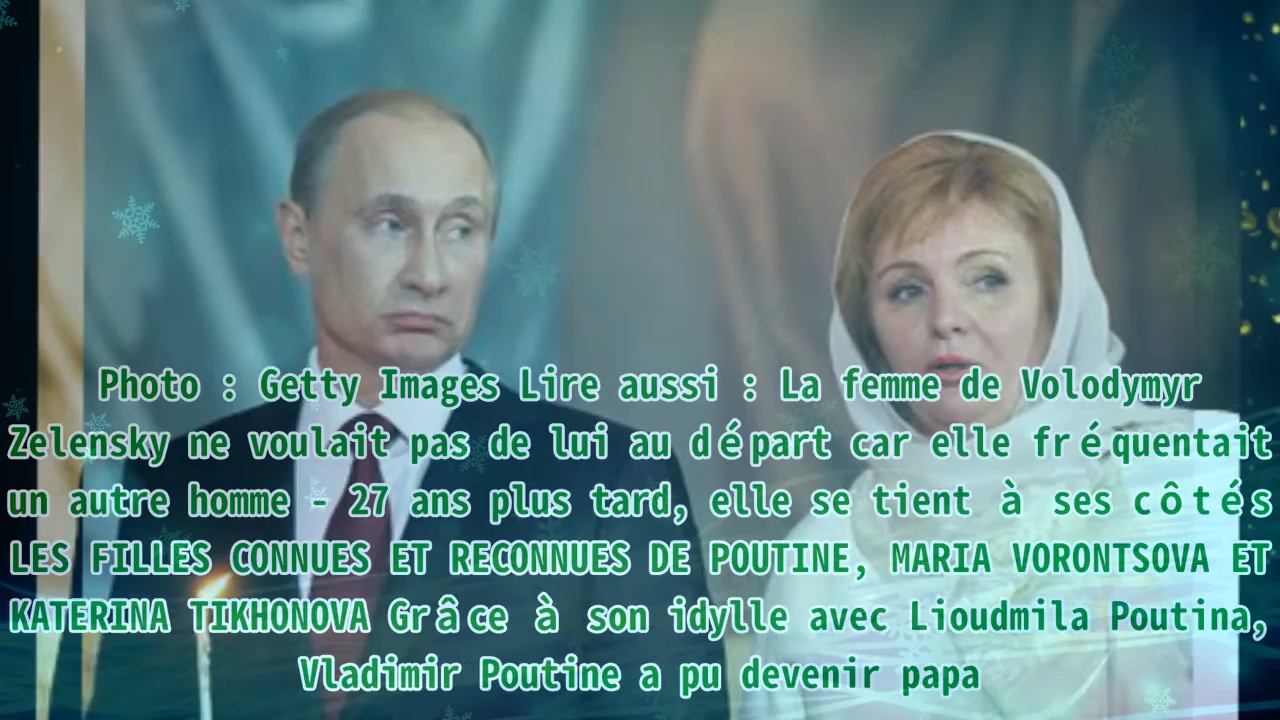 Photo : Getty Images Lire aussi : La femme de Volodymyr
Zelensky ne voulait pas de lui au départ car elle fréquentait
un autre homme - 27 ans plus tard, elle se tient à ses côtés
LES FILLES CONNUES ET RECONNUES DE POUTINE, MARIA VORONTSOVA ET
KATERINA TIKHONOVA Grâce à son idylle avec Lioudmila Poutina,
Vladimir Poutine a pu devenir papa